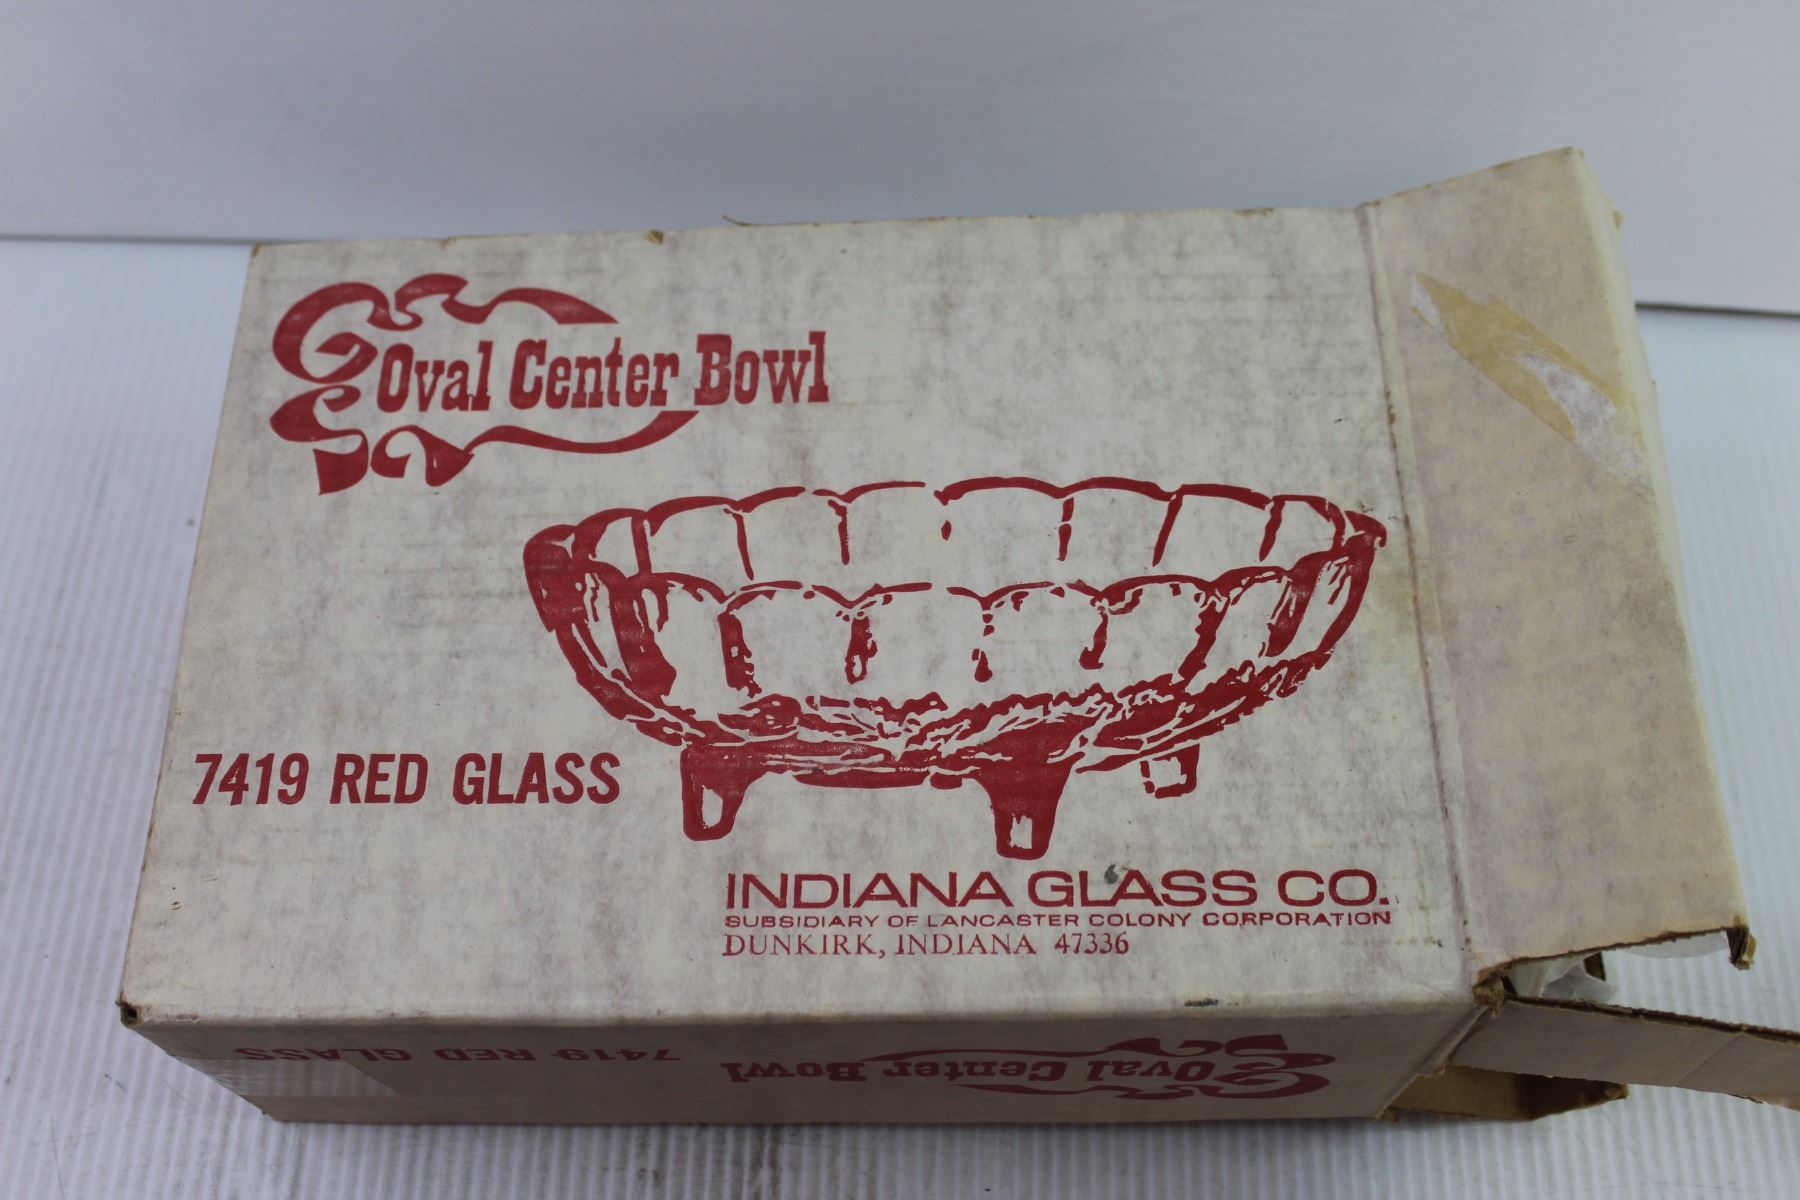 Oval Center Bowl
7419 RED GLASS
INDIANA GLASS CO.
SUBSIDIARY OF LANCASTER COLONY CORPORATION
DUNKIRK, INDIANA 47336
Oval Center Bowl
7419 RED GLASS